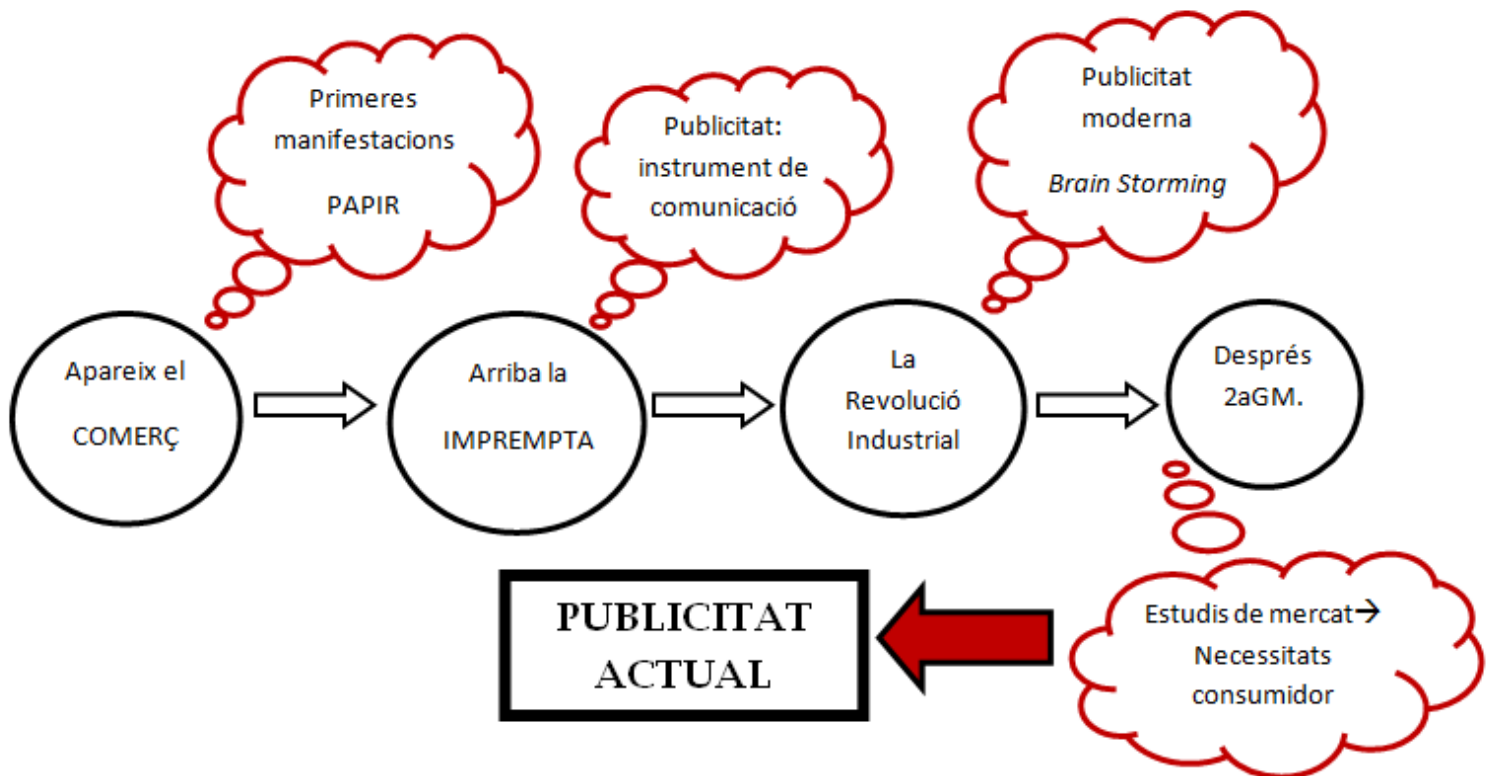 Primeres
manifestacions
PAPIR
Publicitat:
instrument de
comunicació
Publicitat
moderna
Brain Storming
Apareix el
COMERÇ
Arriba la
IMPREMPTA
La
Revolució
Industrial
Després
2aGM.
Estudis de mercat→
Necessitats
consumidor
PUBLICITAT
ACTUAL